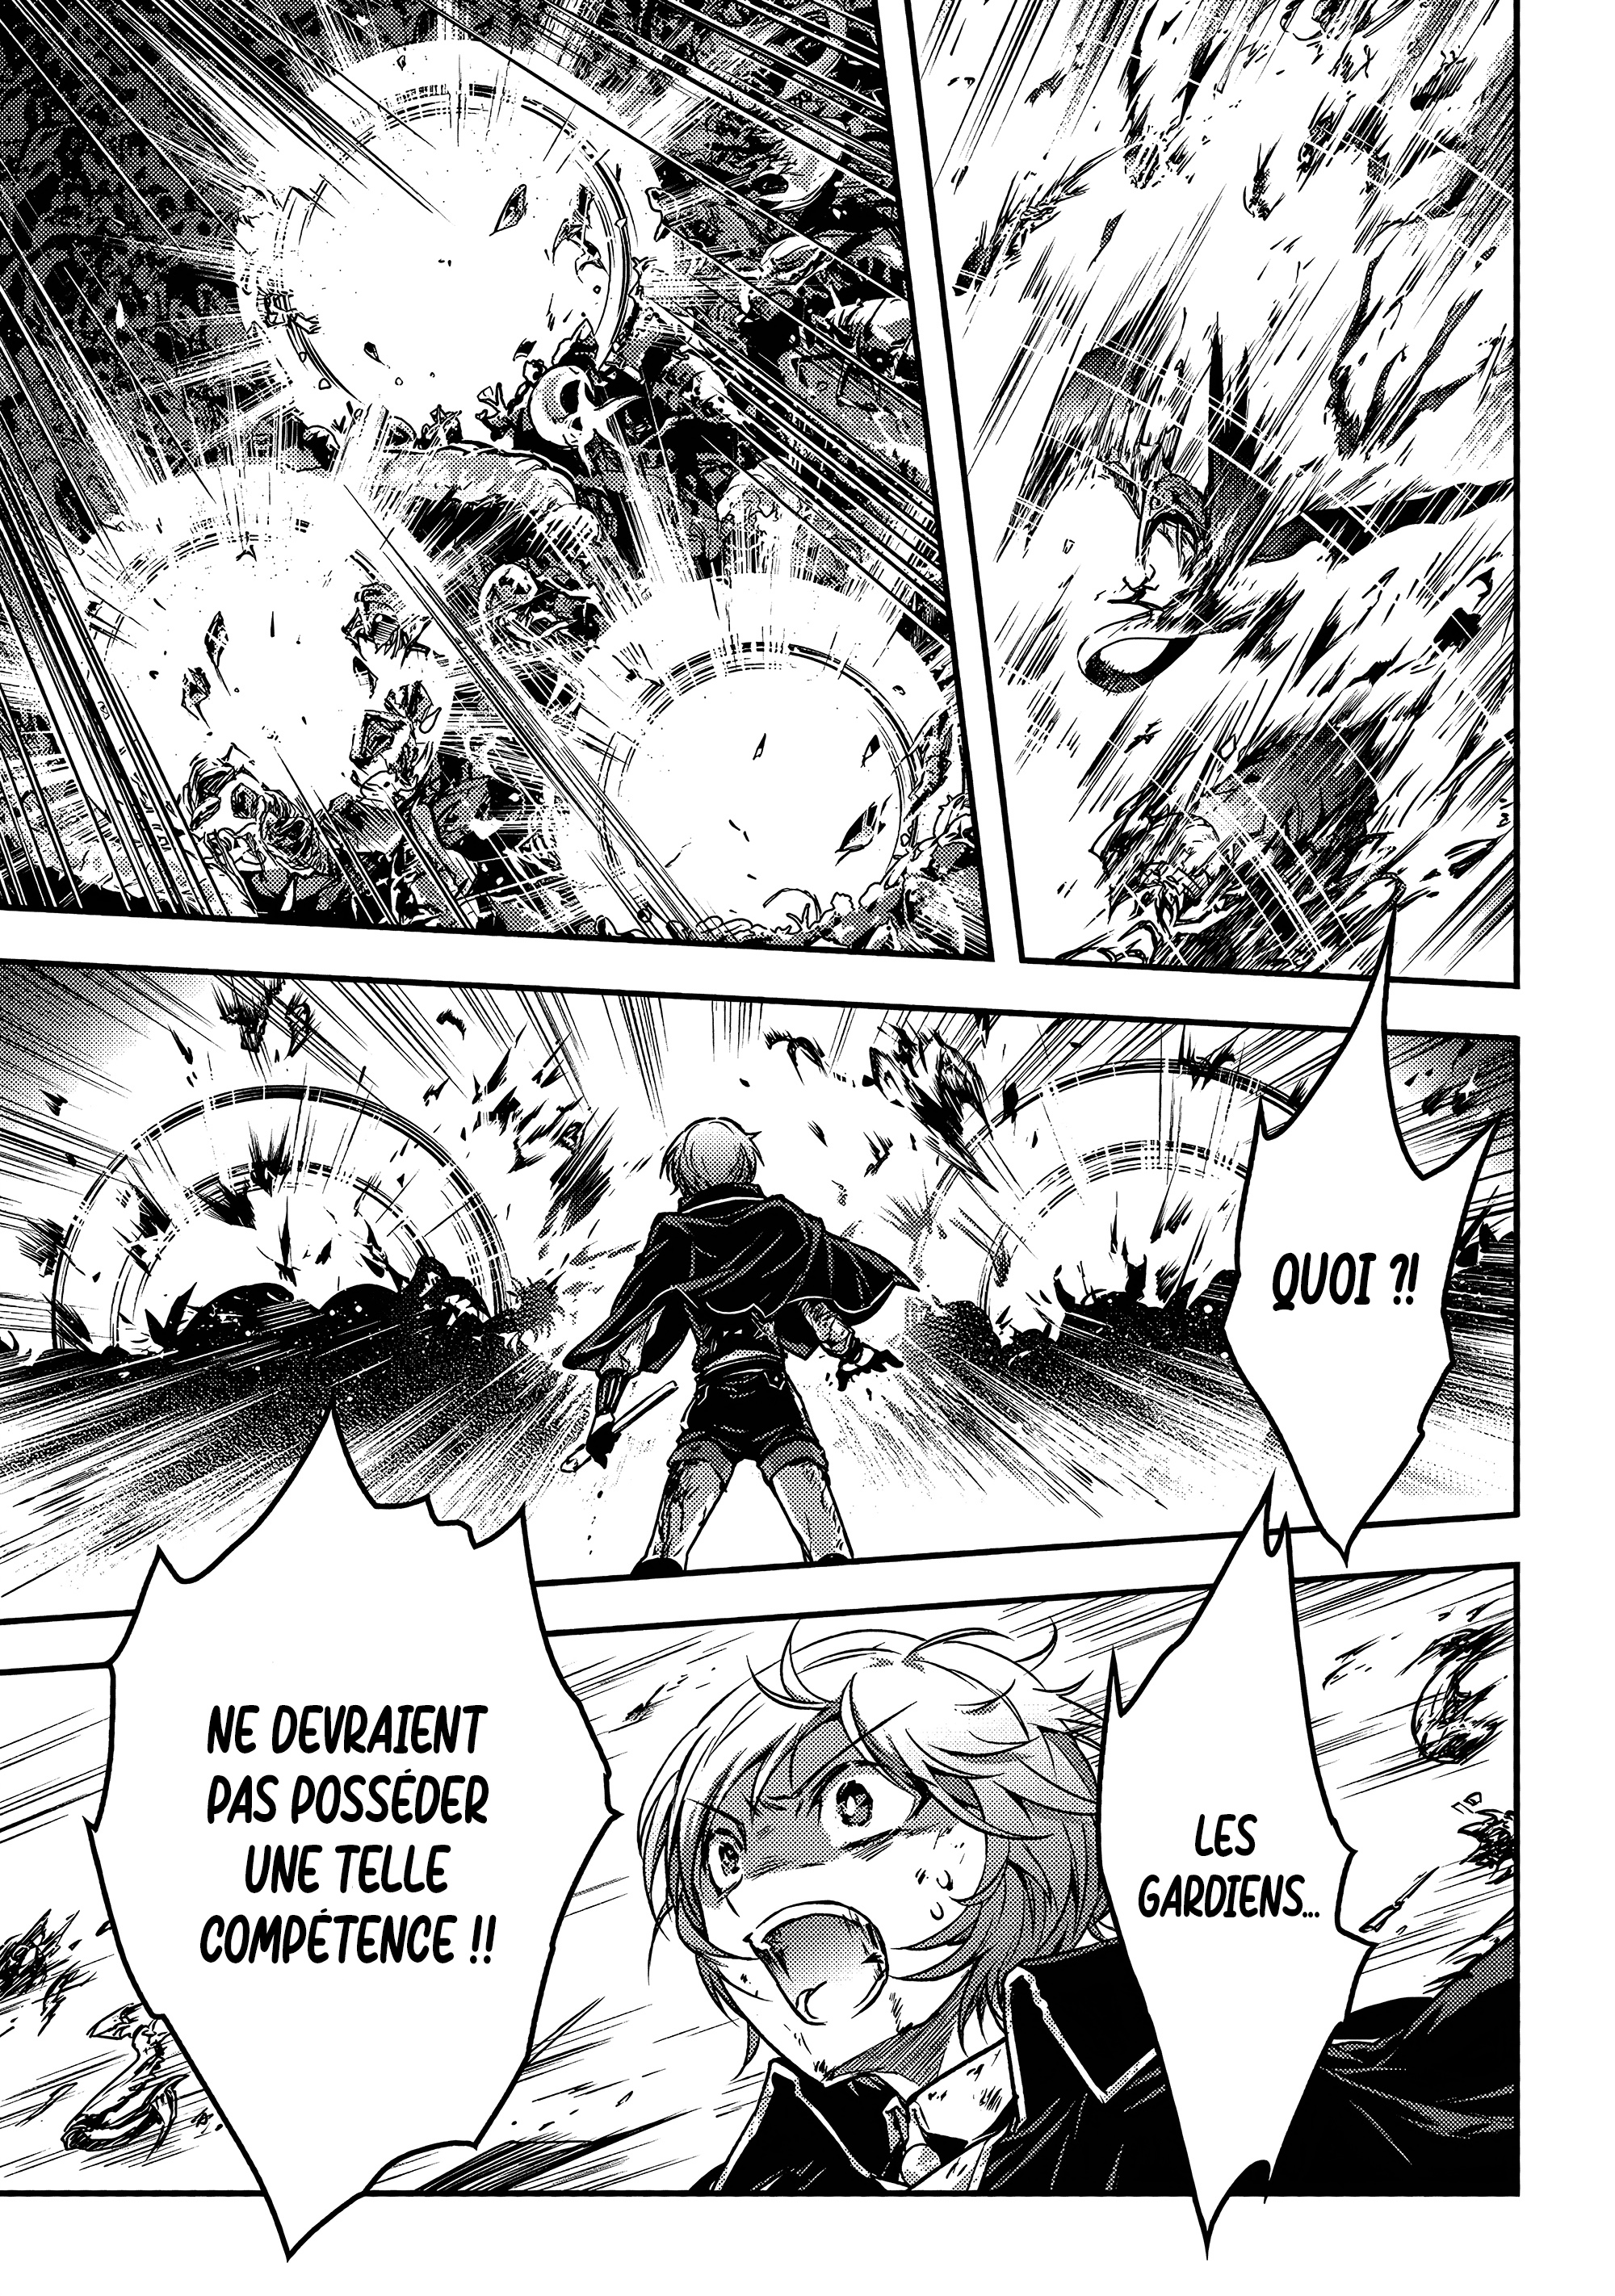 QUOI ?!
LES
GARDIENS...
NE DEVRAIENT
PAS POSSÉDER
UNE TELLE
COMPÉTENCE !!